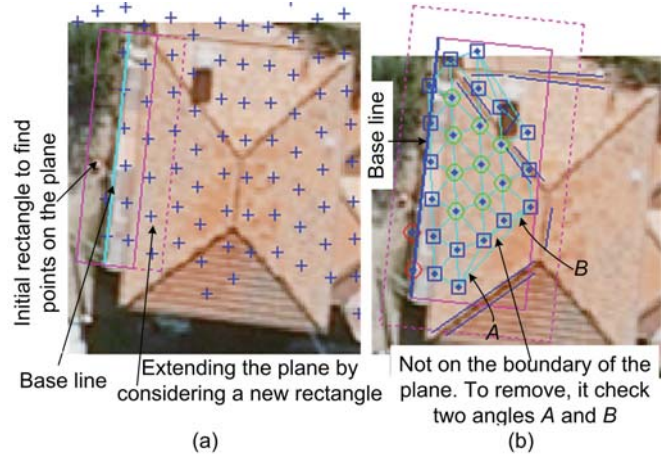 Initial rectangle to find
points on the plane
Base line
Extending the plane by
considering a new rectangle
(a)
Base line
A
B
Not on the boundary of the
plane. To remove, it check
two angles A and B
(b)